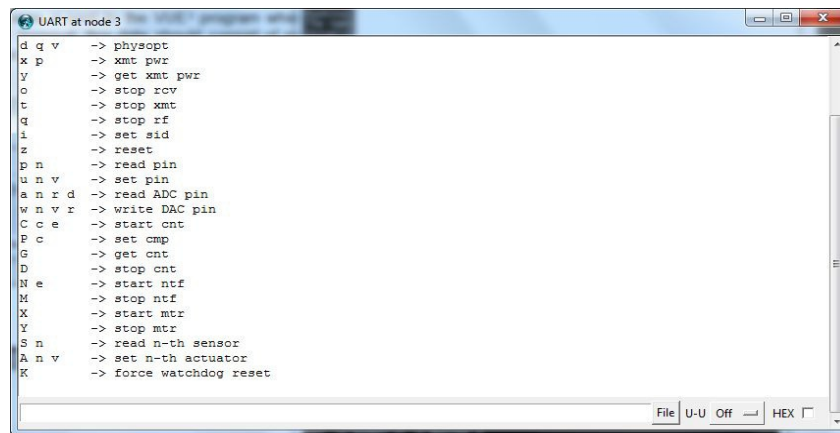 UART at node 3
d q v -> physopt
x p -> xmt pwr
y -> get xmt pwr
o -> stop rcv
t -> stop xmt
q -> stop rf
i -> set sid
z -> reset
p n -> read pin
u n v -> set pin
a n r d -> read ADC pin
w n v r -> write DAC pin
C c e -> start cnt
P c -> set cmp
G -> get cnt
D -> stop cnt
N e -> start ntf
M -> stop ntf
X -> start mtr
Y -> stop mtr
S n -> read n-th sensor
A n v -> set n-th actuator
K -> force watchdog reset
File U-U Off HEX